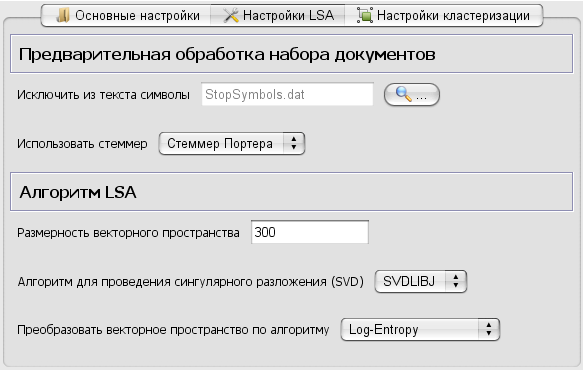 Основные настройки Настройки LSA Настройки кластеризации
Предварительная обработка набора документов
Исключить из текста символы StopSymbols.dat ...
Использовать стеммер Стеммер Портера
Алгоритм LSA
Размерность векторного пространства 300
Алгоритм для проведения сингулярного разложения (SVD) SVDLIBJ
Преобразовать векторное пространство по алгоритму Log-Entropy